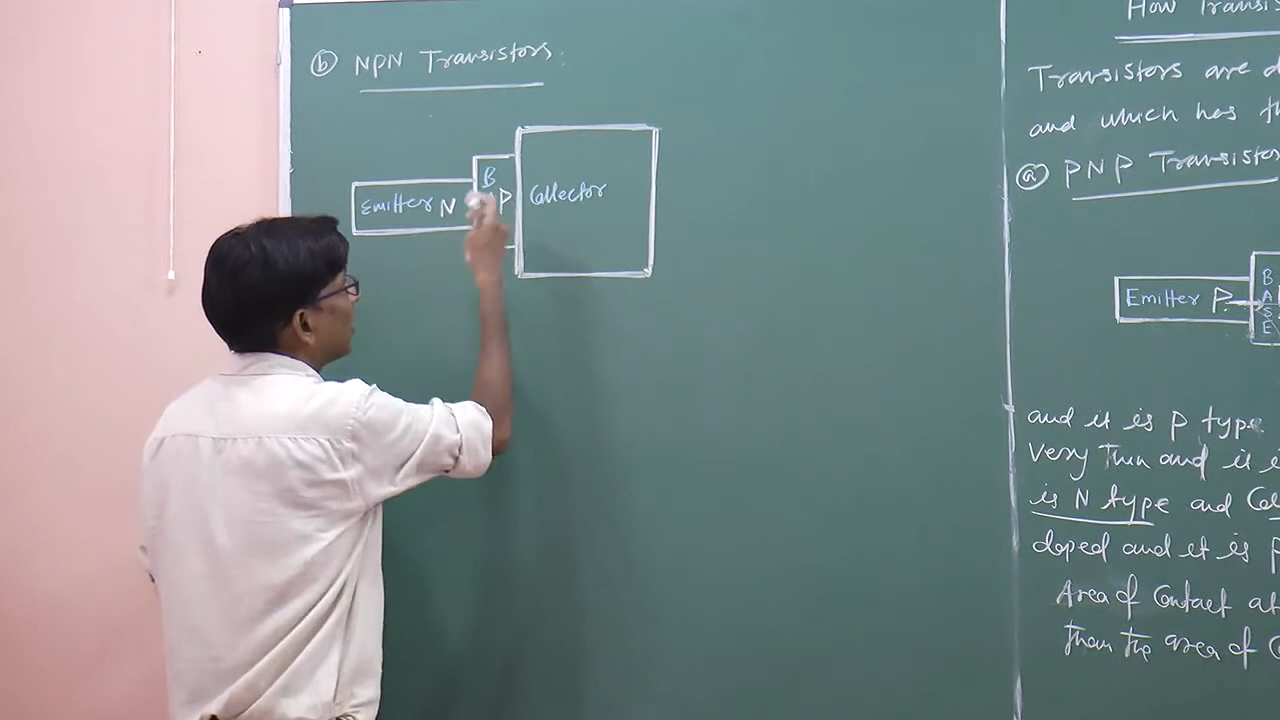 (b) NPN Transistors:
Emitter N
B
P
Collector
How Transis
Transistors are d
and which has th
(a) PNP Transistor
Emitter P
B
A
S
E
and it is P type.
Very Thin and it i
is N type and Col
doped and it is P
Area of Contact at
than the area of C